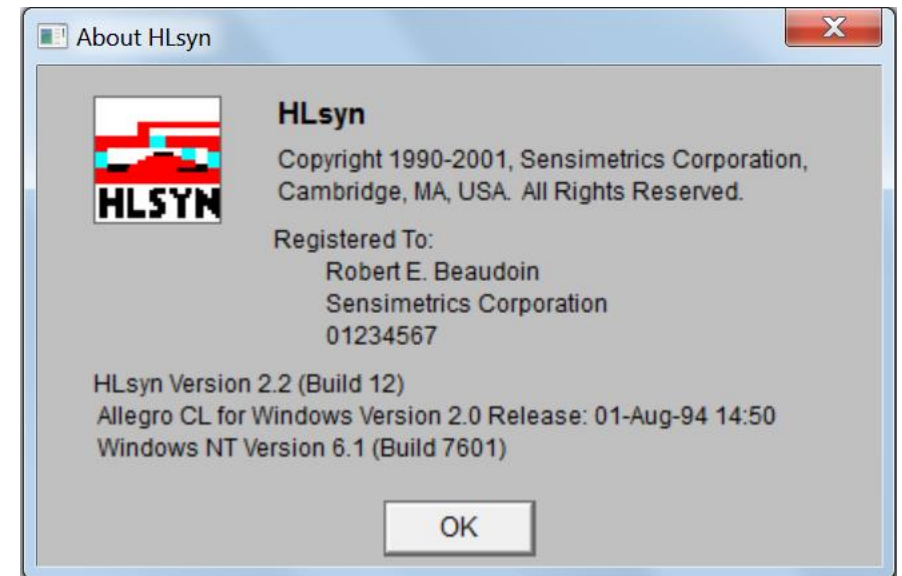 About HLsyn
X
HLSYN
HLsyn
Copyright 1990-2001, Sensimetrics Corporation,
Cambridge, MA, USA. All Rights Reserved.
Registered To:
Robert E. Beaudoin
Sensimetrics Corporation
01234567
HLsyn Version 2.2 (Build 12)
Allegro CL for Windows Version 2.0 Release: 01-Aug-94 14:50
Windows NT Version 6.1 (Build 7601)
OK